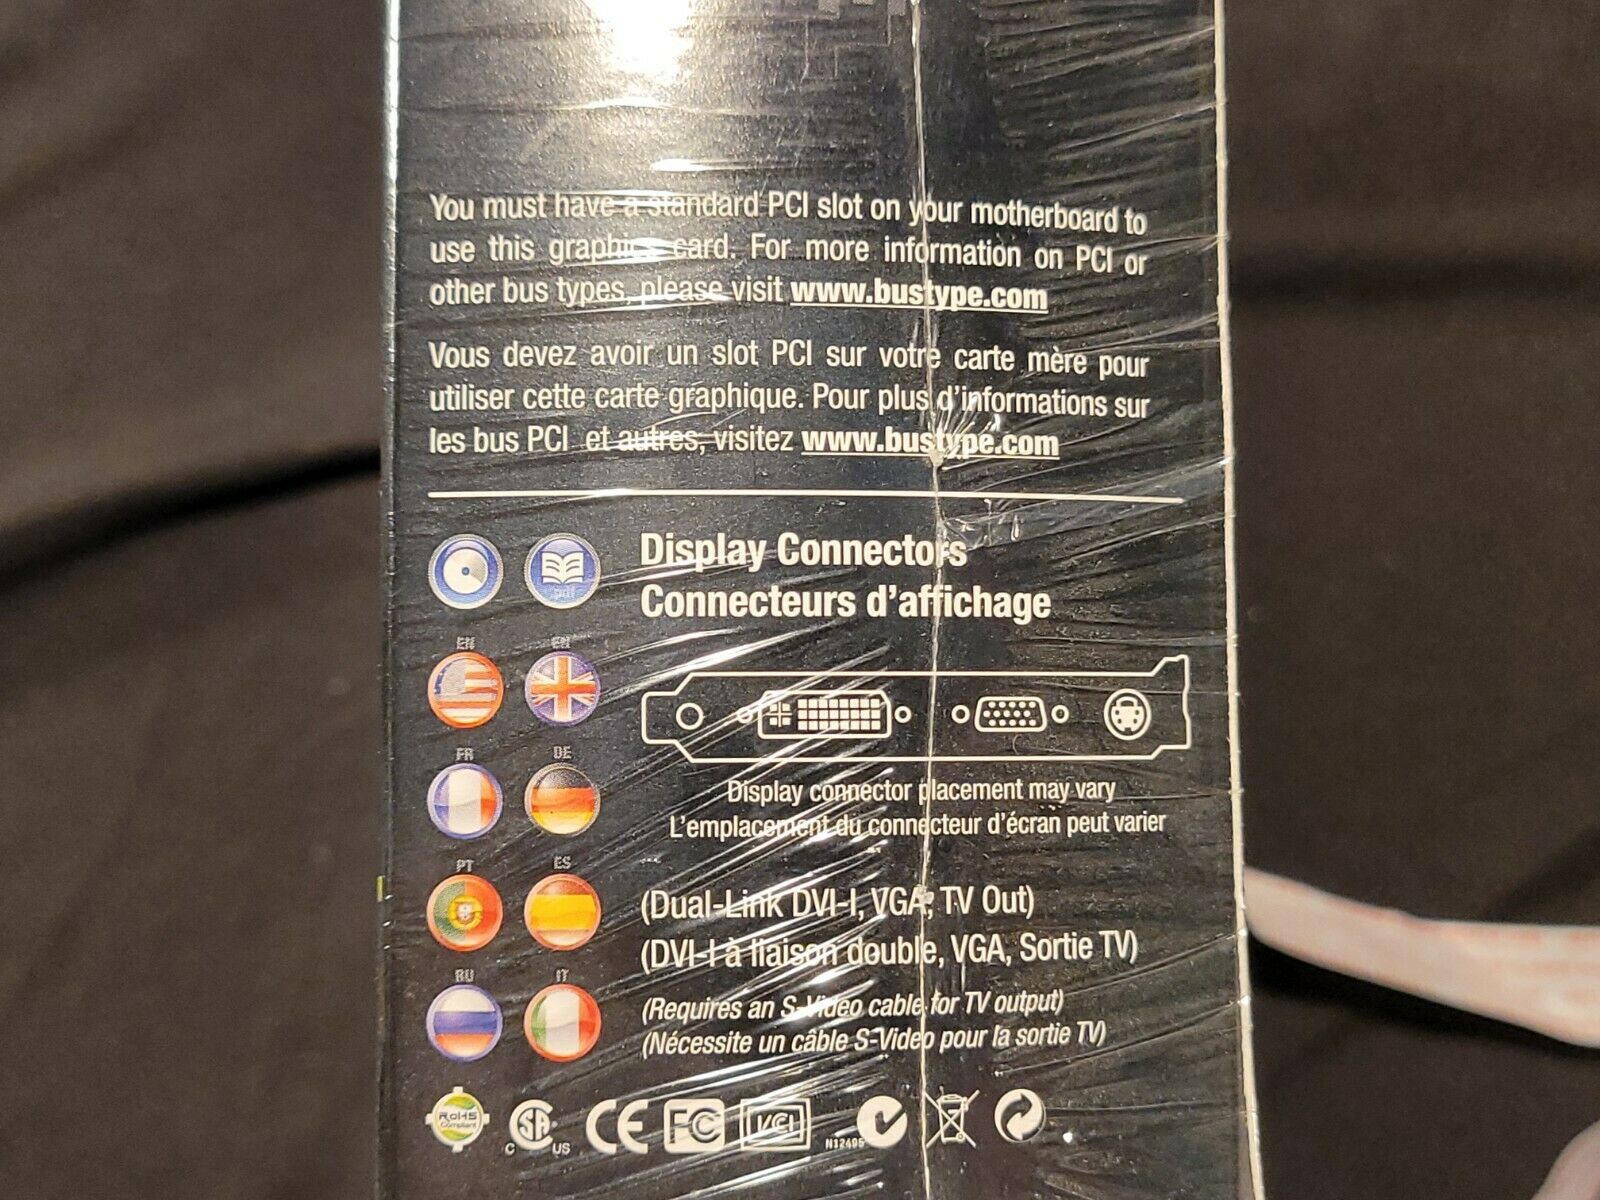 You must have a standard PCI slot on your motherboard to
use this graphics card. For more information on PCI or
other bus types, please visit www.bustype.com
Vous devez avoir un slot PCI sur votre carte mère pour
utiliser cette carte graphique. Pour plus d'informations sur
les bus PCI et autres, visitez www.bustype.com
.pdf
Display Connectors
Connecteurs d'affichage
EN EN
FR DE
Display connector placement may vary
L'emplacement du connecteur d'écran peut varier
PT ES
(Dual-Link DVI-I, VGA, TV Out)
(DVI-I à liaison double, VGA, Sortie TV)
RU IT
(Requires an S-Video cable for TV output)
(Nécessite un câble S-Video pour la sortie TV)
RoHS
Compliant
C SA US
CE
FC
VCI
N12495